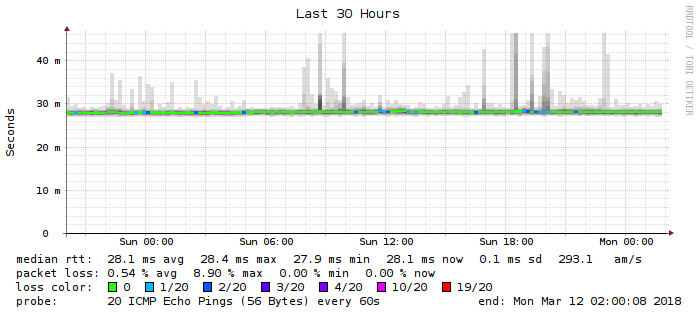 Last 30 Hours
RRDTOOL / TOBI OETIKER
Seconds
40 m
30 m
20 m
10 m
0
Sun 00:00 Sun 06:00 Sun 12:00 Sun 18:00 Mon 00:00
median rtt: 28.1 ms avg 28.4 ms max 27.9 ms min 28.1 ms now 0.1 ms sd 293.1 am/s
packet loss: 0.54 % avg 8.90 % max 0.00 % min 0.00 % now
loss color: 0 1/20 2/20 3/20 4/20 10/20 19/20
probe: 20 ICMP Echo Pings (56 Bytes) every 60s end: Mon Mar 12 02:00:08 2018